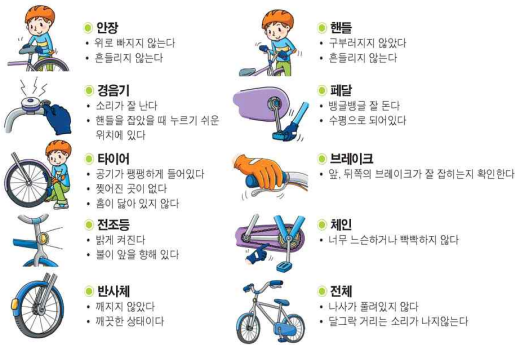 안장
• 위로 빠지지 않는다
• 흔들리지 않는다
경음기
• 소리가 잘 난다
• 핸들을 잡았을 때 누르기 쉬운
위치에 있다
타이어
• 공기가 팽팽하게 들어있다
• 찢어진 곳이 없다
• 홈이 닳아 있지 않다
전조등
• 밝게 켜진다
• 불이 앞을 향해 있다
반사체
• 깨지지 않았다
• 깨끗한 상태이다
핸들
• 구부러지지 않았다
• 흔들리지 않는다
페달
• 뱅글뱅글 잘 돈다
• 수평으로 되어있다
브레이크
• 앞, 뒤쪽의 브레이크가 잘 잡히는지 확인한다
체인
• 너무 느슨하거나 빡빡하지 않다
전체
• 나사가 풀려있지 않다
• 달그락 거리는 소리가 나지않는다